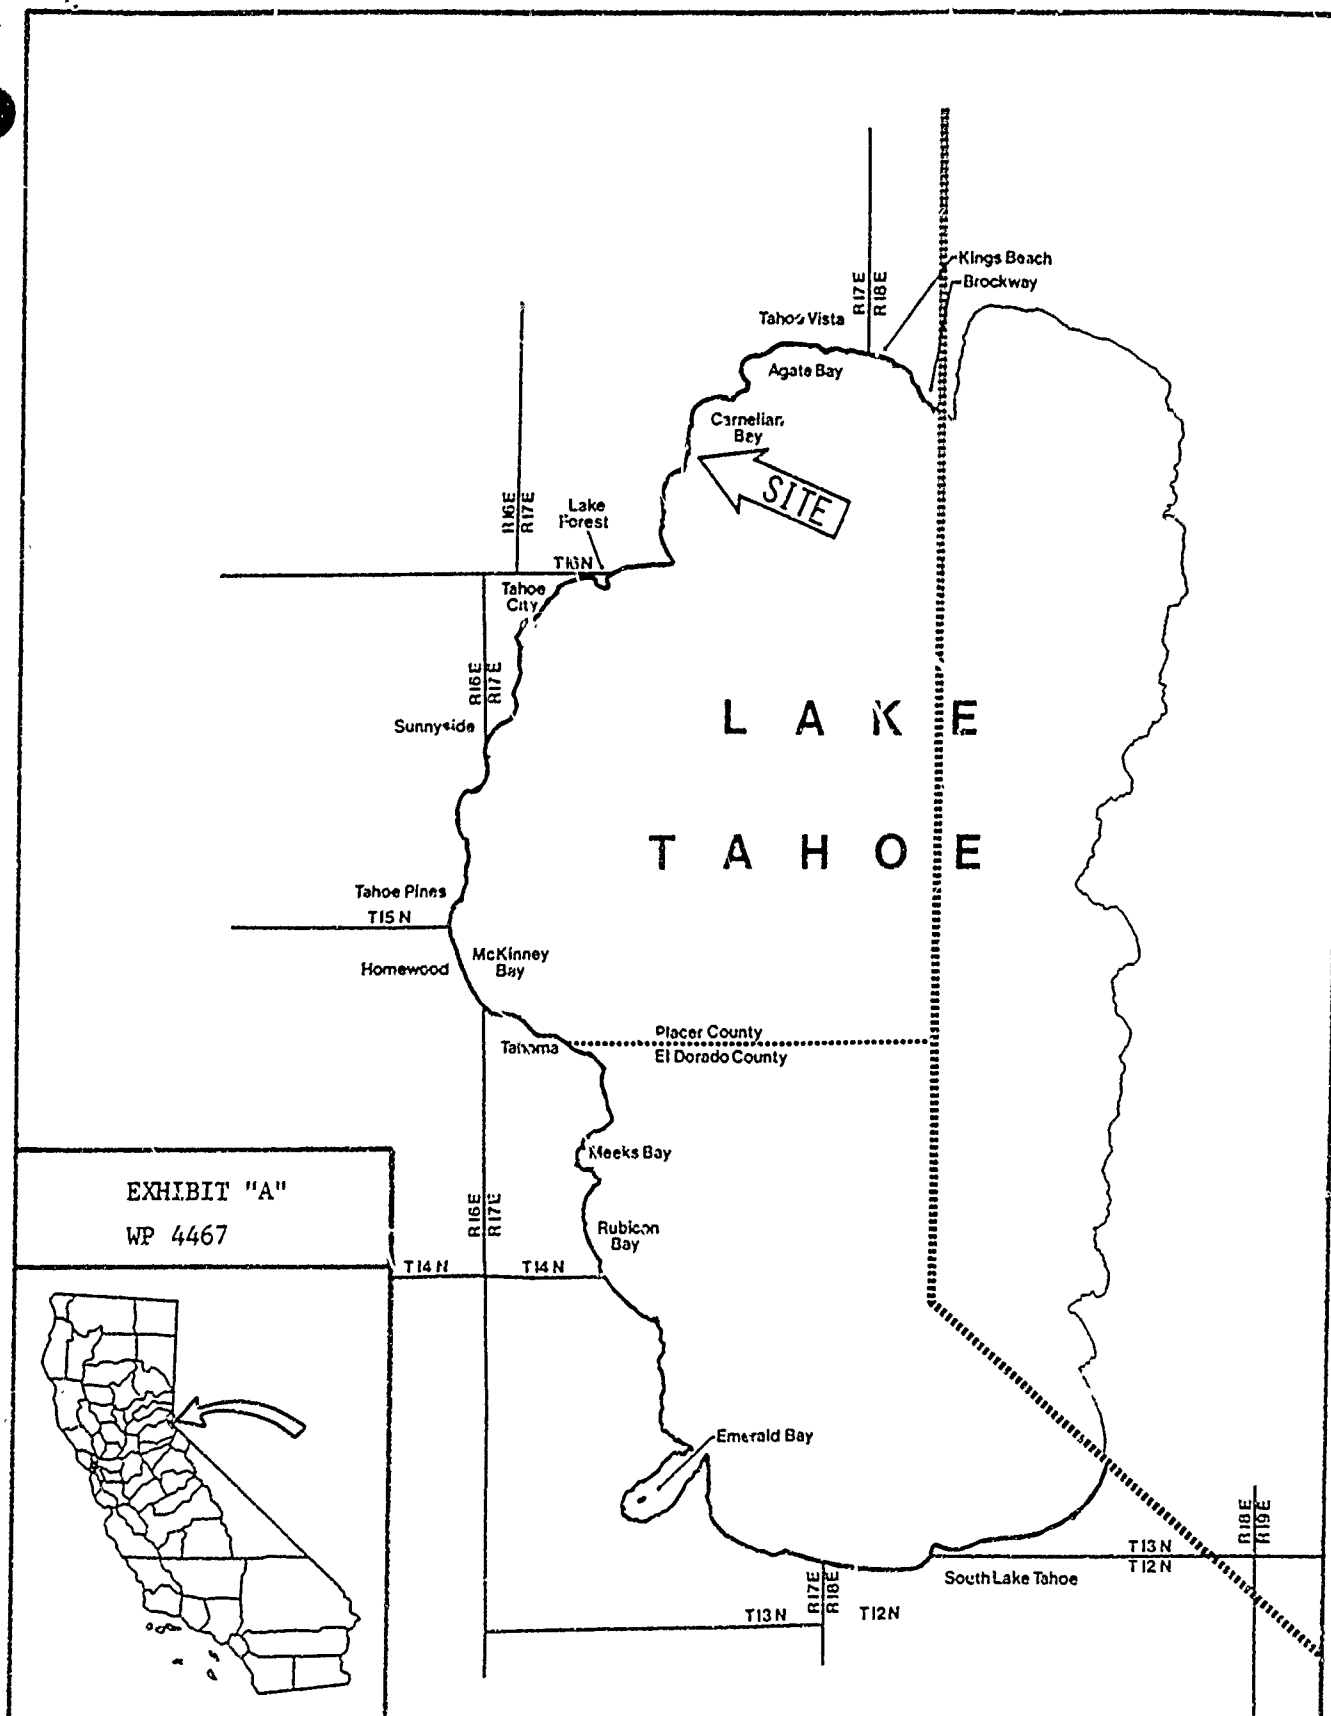 Kings Beach
Brockway
R17E
R18E
Tahoe Vista
Agate Bay
Carnelian
Bay
SITE
R16E
R17E
Lake
Forest
T16N
Tahoe
City
R16E
R17E
Sunnyside
L A K E
T A H O E
Tahoe Pines
T15N
McKinney
Bay
Homewood
Placer County
El Dorado County
Tahoma
Meeks Bay
EXHIBIT "A"
WP 4467
R16E
R17E
Rubicon
Bay
T14N
T14N
Emerald Bay
R18E
R19E
T13N
T12N
South Lake Tahoe
R17E
R18E
T13N
T12N